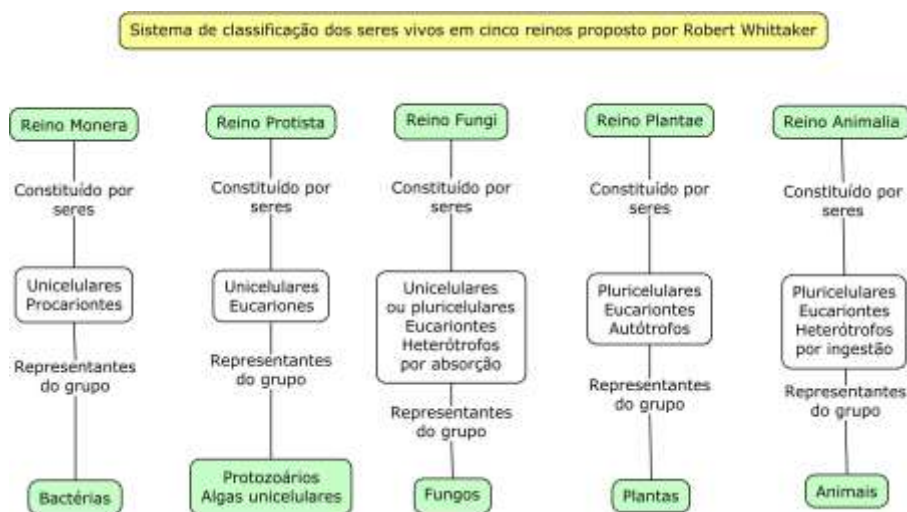 Sistema de classificação dos seres vivos em cinco reinos proposto por Robert Whittaker
Reino Monera
Constituído por
seres
Unicelulares
Procariontes
Representantes
do grupo
Bactérias
Reino Protista
Constituído por
seres
Unicelulares
Eucariones
Representantes
do grupo
Protozoários
Algas unicelulares
Reino Fungi
Constituído por
seres
Unicelulares
ou pluricelulares
Eucariontes
Heterótrofos
por absorção
Representantes
do grupo
Fungos
Reino Plantae
Constituído por
seres
Pluricelulares
Eucariontes
Autótrofos
Representantes
do grupo
Plantas
Reino Animalia
Constituído por
seres
Pluricelulares
Eucariontes
Heterótrofos
por ingestão
Representantes
do grupo
Animais